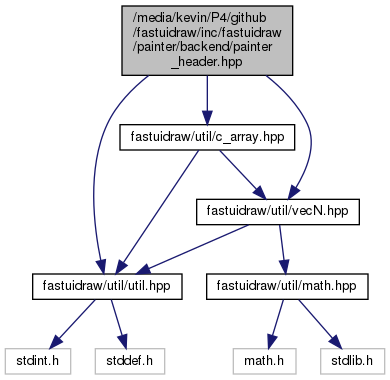 /media/kevin/P4/github
/fastuidraw/inc/fastuidraw
/painter/backend/painter
_header.hpp
fastuidraw/util/c_array.hpp
fastuidraw/util/vecN.hpp
fastuidraw/util/util.hpp
fastuidraw/util/math.hpp
stdint.h
stddef.h
math.h
stdlib.h